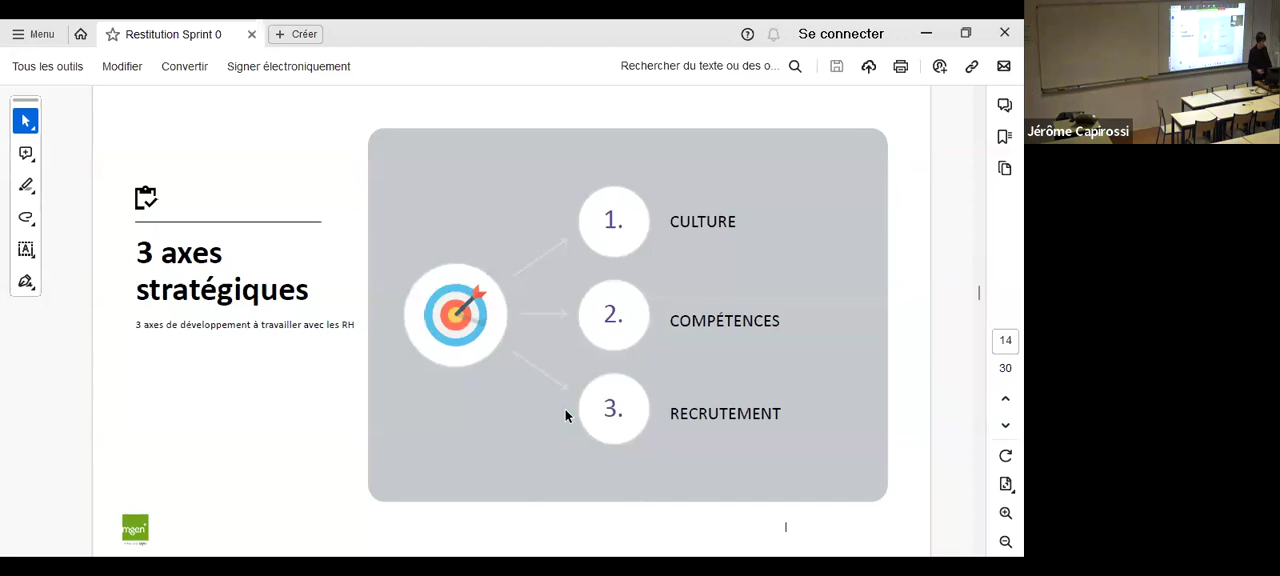 Menu
Restitution Sprint 0
Créer
Se connecter
Tous les outils
Modifier
Convertir
Signer électroniquement
Rechercher du texte ou des o...
Jérôme Capirossi
3 axes
stratégiques
3 axes de développement à travailler avec les RH
1.
CULTURE
2.
COMPÉTENCES
3.
RECRUTEMENT
mgen
14
30